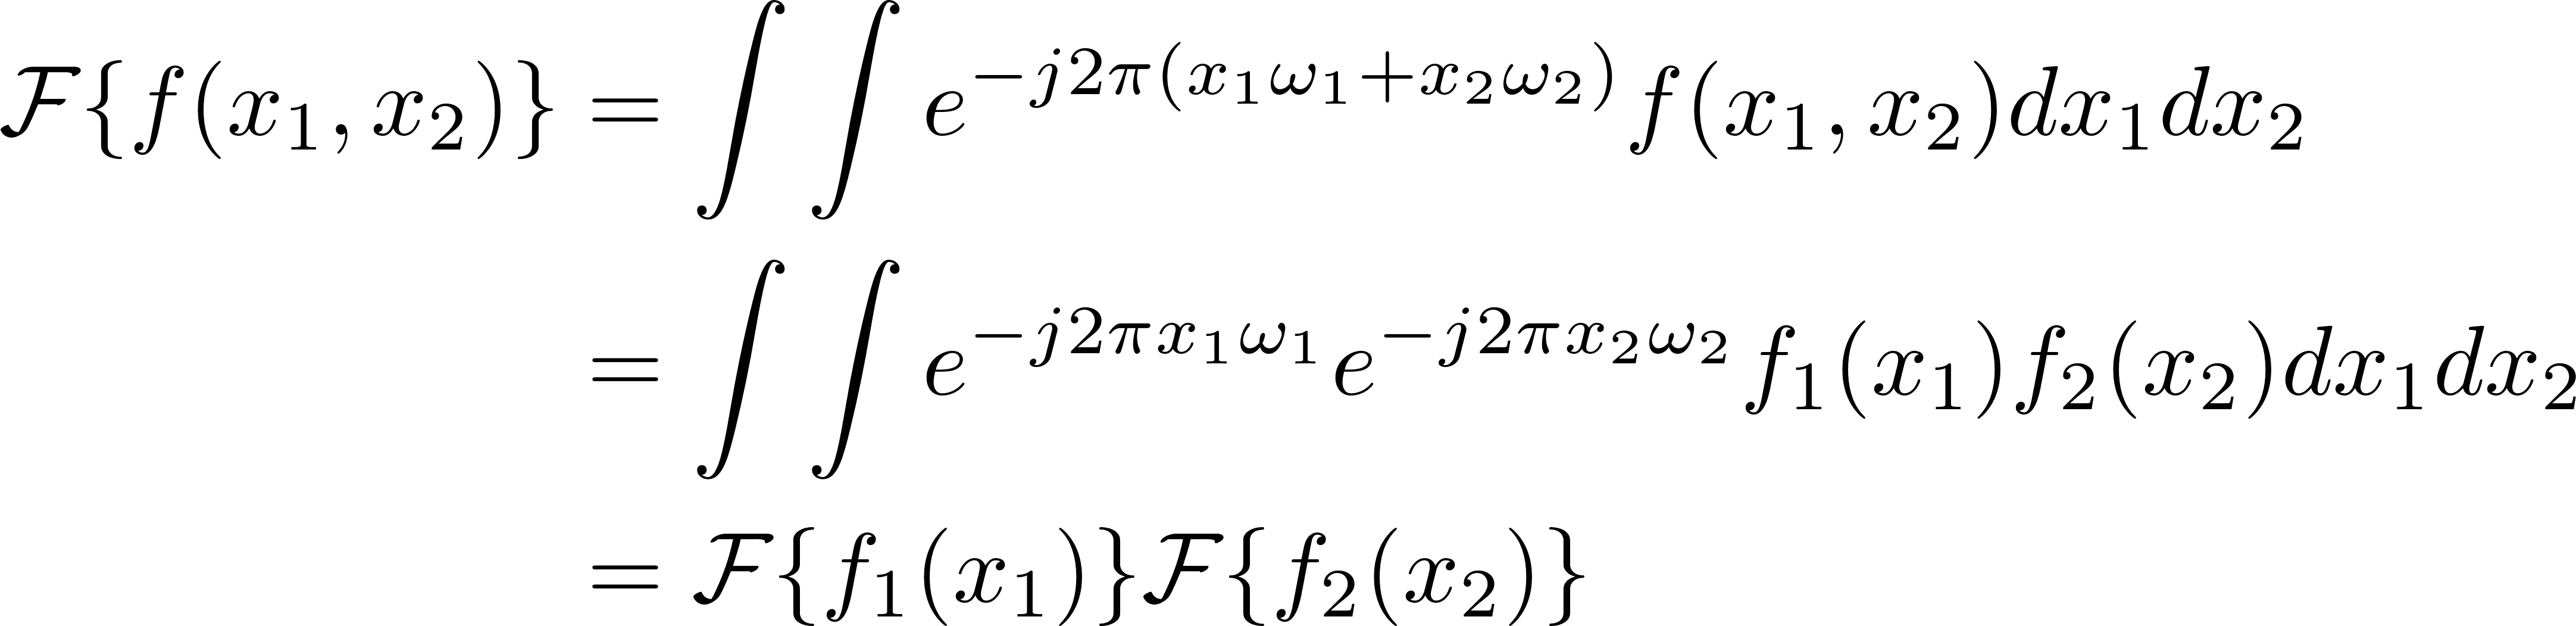 $\mathcal{F}\{f(x_1, x_2)\} = \int \int e^{-j2\pi(x_1\omega_1+x_2\omega_2)} f(x_1, x_2) dx_1 dx_2$
$= \int \int e^{-j2\pi x_1\omega_1} e^{-j2\pi x_2\omega_2} f_1(x_1) f_2(x_2) dx_1 dx_2$
$= \mathcal{F}\{f_1(x_1)\} \mathcal{F}\{f_2(x_2)\}$